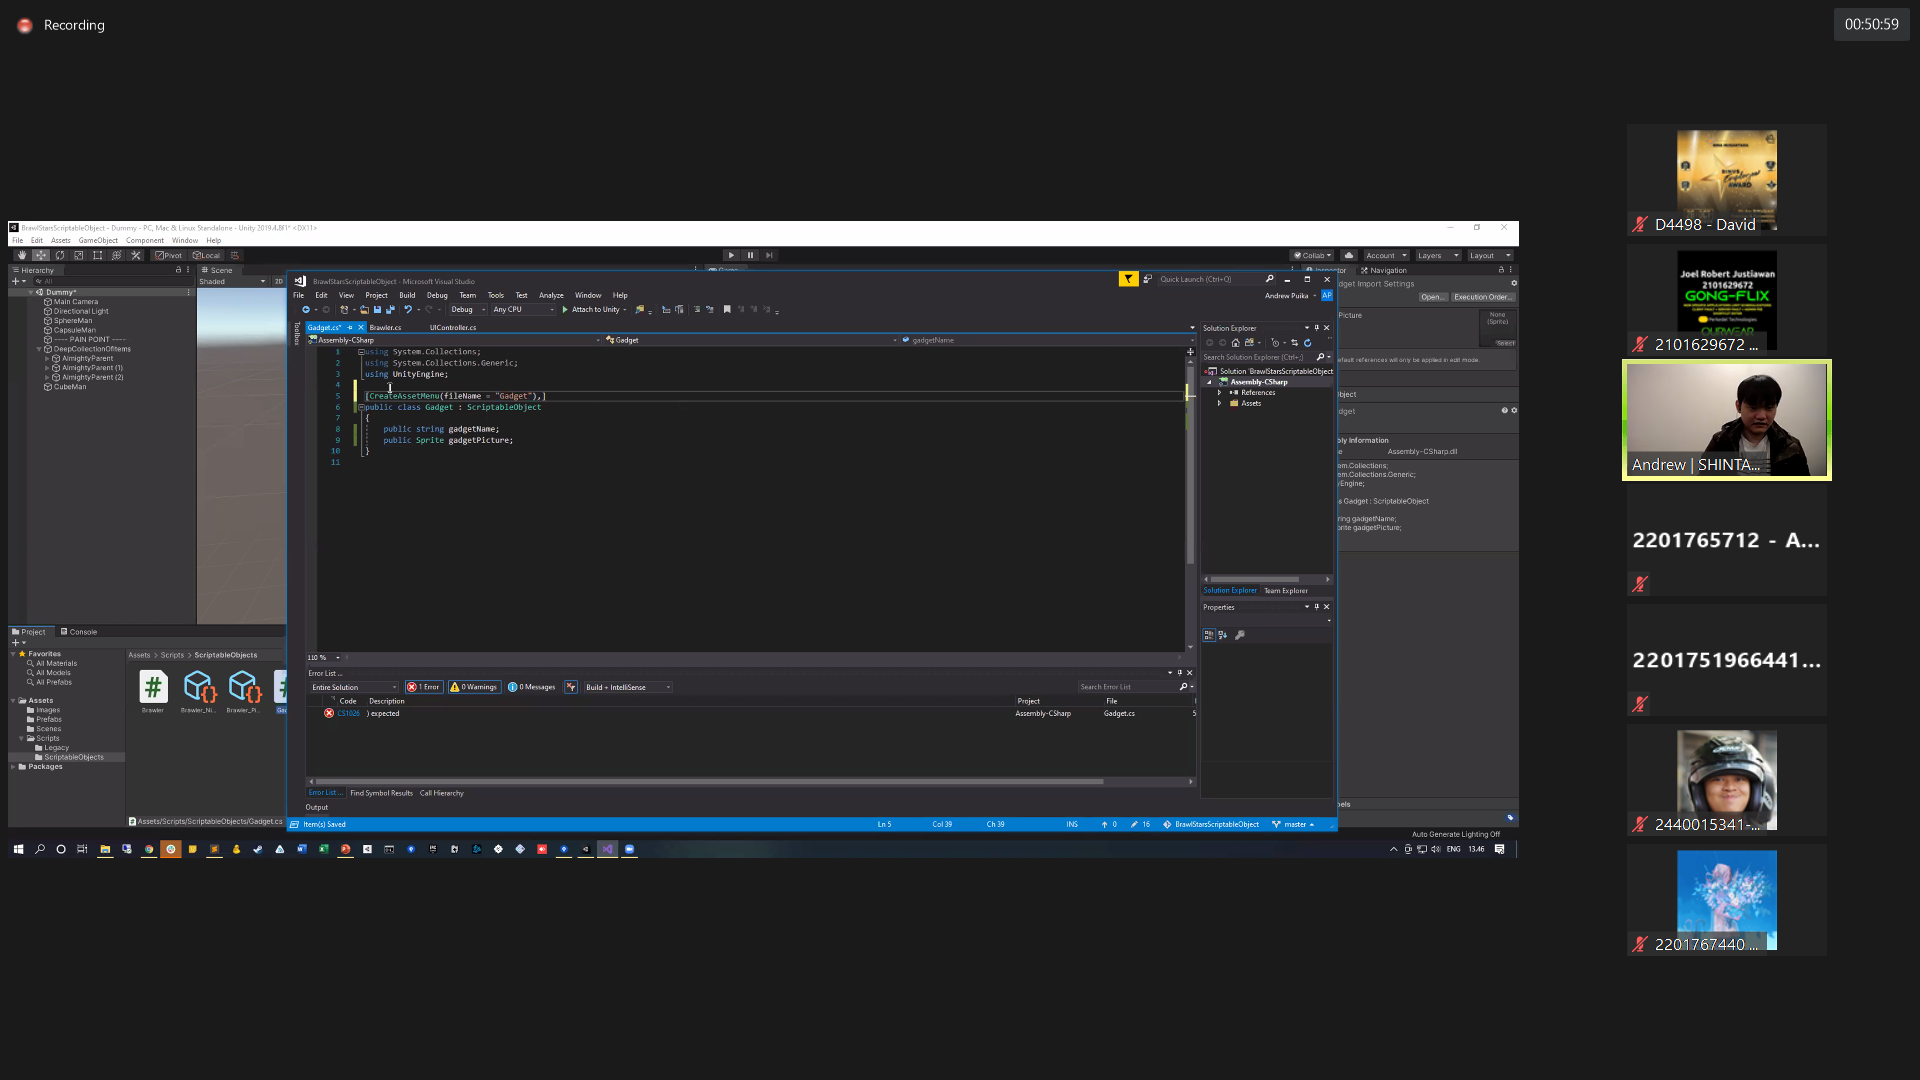 Recording
00:50:59
BrawlStarsScriptableObject - Dummy - PC, Mac & Linux Standalone - Unity 2019.4.8f1* <DX11>
File Edit Assets GameObject Component Window Help
Pivot Local
Collab Account Layers Layout
Hierarchy
Scene
Navigation
All
Shaded
2D
Dummy*
Main Camera
Directional Light
SphereMan
CapsuleMan
---- PAIN POINT ----
DeepCollectionOfItems
AlmightyParent
AlmightyParent (1)
AlmightyParent (2)
CubeMan
BrawlStarsScriptableObject - Microsoft Visual Studio
Quick Launch (Ctrl+Q)
File Edit View Project Build Debug Team Tools Test Analyze Window Help
Andrew Puika AP
Debug Any CPU Attach to Unity
Toolbox
Gadget.cs* Brawler.cs UIController.cs
Assembly-CSharp Gadget gadgetName
1 using System.Collections;
2 using System.Collections.Generic;
3 using UnityEngine;
4
5 [CreateAssetMenu(fileName = "Gadget"),]
6 public class Gadget : ScriptableObject
7 {
8 public string gadgetName;
9 public Sprite gadgetPicture;
10 }
11
110 %
Solution Explorer
Search Solution Explorer (Ctrl+;)
Solution 'BrawlStarsScriptableObject
Assembly-CSharp
References
Assets
Solution Explorer Team Explorer
Properties
Error List ...
Entire Solution 1 Error 0 Warnings 0 Messages Build + IntelliSense Search Error List
Code Description Project File
CS1026 ) expected Assembly-CSharp Gadget.cs 5
Error List ... Find Symbol Results Call Hierarchy
Output
Item(s) Saved Ln 5 Col 39 Ch 39 INS 0 16 BrawlStarsScriptableObject master
dget Import Settings
Open... Execution Order...
Picture
None
(Sprite)
Select
efault references will only be applied in edit mode.
bject
dget
bly Information
Assembly-CSharp.dll
em.Collections;
em.Collections.Generic;
yEngine;
s Gadget : ScriptableObject
ring gadgetName;
rite gadgetPicture;
bels
Auto Generate Lighting Off
Project Console
Favorites
All Materials
All Models
All Prefabs
Assets
Images
Prefabs
Scenes
Scripts
Legacy
ScriptableObjects
Packages
Assets > Scripts > ScriptableObjects
Brawler Brawler_Ni... Brawler_Pi...
Assets/Scripts/ScriptableObjects/Gadget.cs
ENG 13.46
D4498 - David
Joel Robert Justiawan
2101629672
GONG-FLIX
OURWEAR
2101629672 ...
Andrew | SHINTA...
2201765712 - A...
2201751966441...
2440015341-...
2201767440 ...